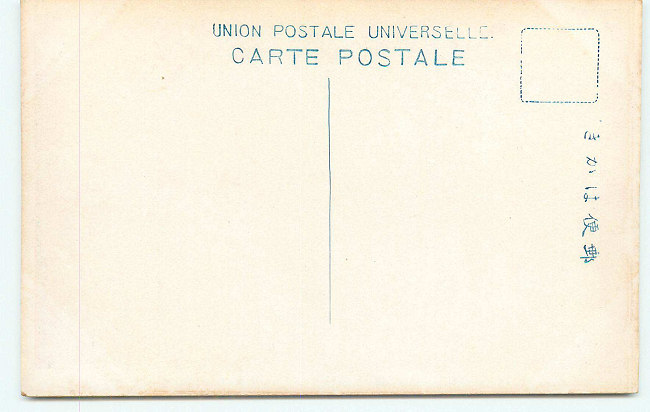 UNION POSTALE UNIVERSELLE.
CARTE POSTALE
きかは便郵